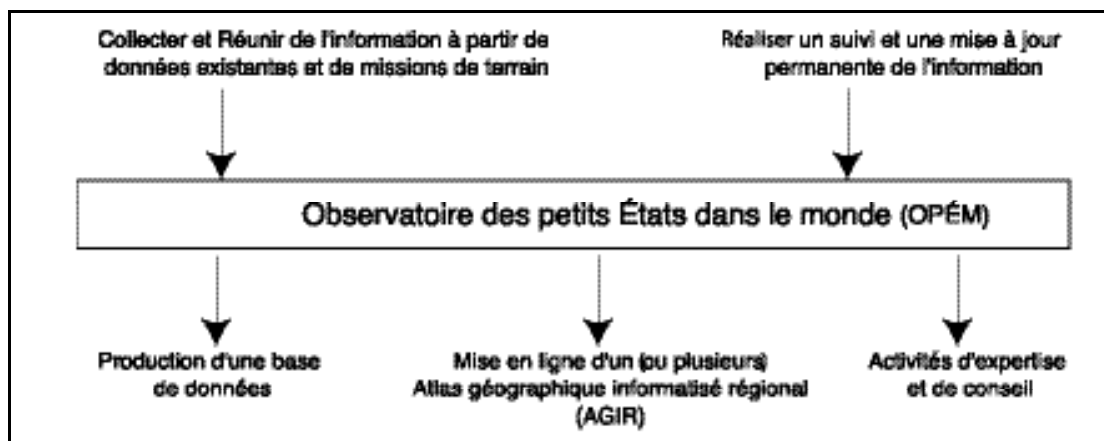 Collecter et Réunir de l'information à partir de
données existantes et de missions de terrain
Réaliser un suivi et une mise à jour
permanente de l'information
Observatoire des petits États dans le monde (OPÉM)
Production d'une base
de données
Mise en ligne d'un (ou plusieurs)
Atlas géographique informatisé régional
(AGIR)
Activités d'expertise
et de conseil